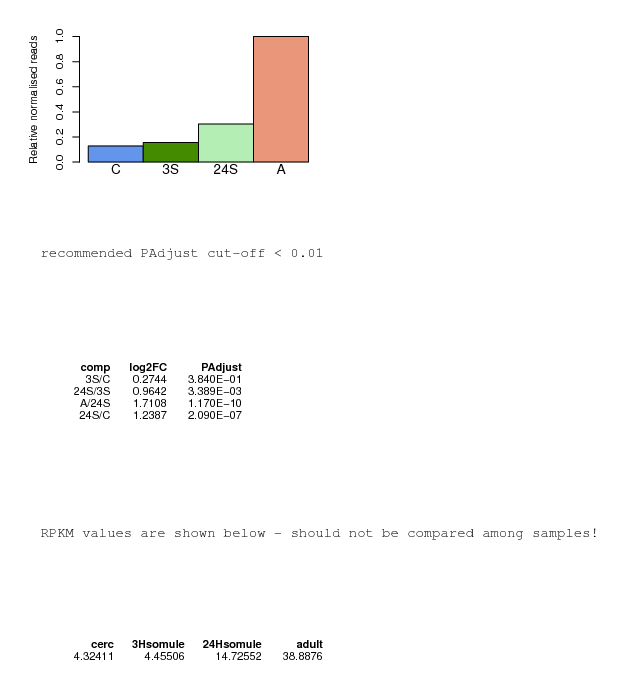 Relative normalised reads
1.0
0.8
0.6
0.4
0.2
0.0
C 3S 24S A
recommended PAdjust cut-off < 0.01
comp log2FC PAdjust
3S/C 0.2744 3.840E-01
24S/3S 0.9642 3.389E-03
A/24S 1.7108 1.170E-10
24S/C 1.2387 2.090E-07
RPKM values are shown below - should not be compared among samples!
cerc 3Hsomule 24Hsomule adult
4.32411 4.45506 14.72552 38.8876